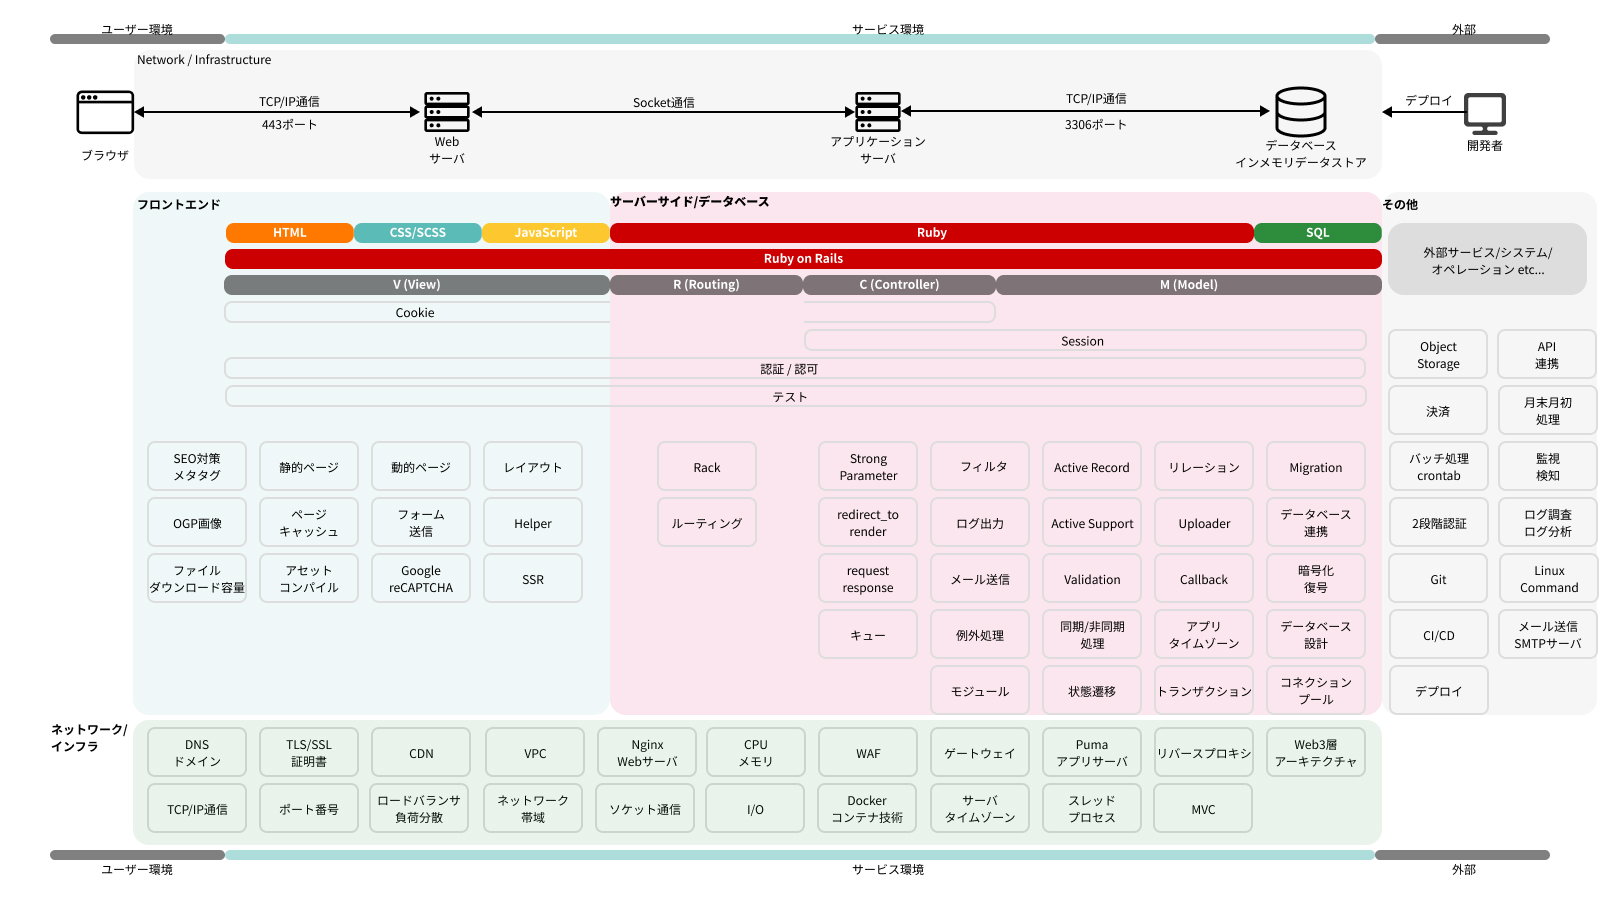 ユーザー環境
サービス環境
外部
Network / Infrastructure
TCP/IP通信
443ポート
Socket通信
TCP/IP通信
3306ポート
デプロイ
ブラウザ
Web
サーバ
アプリケーション
サーバ
データベース
インメモリデータストア
開発者
フロントエンド
サーバーサイド/データベース
その他
HTML
CSS/SCSS
JavaScript
Ruby
SQL
Ruby on Rails
V (View)
R (Routing)
C (Controller)
M (Model)
Cookie
Session
認証 / 認可
テスト
外部サービス/システム/
オペレーション etc...
Object
Storage
API
連携
決済
月末月初
処理
SEO対策
メタタグ
静的ページ
動的ページ
レイアウト
Rack
Strong
Parameter
フィルタ
Active Record
リレーション
Migration
バッチ処理
crontab
監視
検知
OGP画像
ページ
キャッシュ
フォーム
送信
Helper
ルーティング
redirect_to
render
ログ出力
Active Support
Uploader
データベース
連携
2段階認証
ログ調査
ログ分析
ファイル
ダウンロード容量
アセット
コンパイル
Google
reCAPTCHA
SSR
request
response
メール送信
Validation
Callback
暗号化
復号
Git
Linux
Command
キュー
例外処理
同期/非同期
処理
アプリ
タイムゾーン
データベース
設計
CI/CD
メール送信
SMTPサーバ
モジュール
状態遷移
トランザクション
コネクション
プール
デプロイ
ネットワーク/
インフラ
DNS
ドメイン
TLS/SSL
証明書
CDN
VPC
Nginx
Webサーバ
CPU
メモリ
WAF
ゲートウェイ
Puma
アプリサーバ
リバースプロキシ
Web3層
アーキテクチャ
TCP/IP通信
ポート番号
ロードバランサ
負荷分散
ネットワーク
帯域
ソケット通信
I/O
Docker
コンテナ技術
サーバ
タイムゾーン
スレッド
プロセス
MVC
ユーザー環境
サービス環境
外部